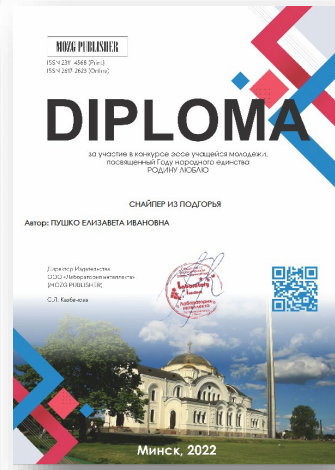 MOZG PUBLISHER
ISSN 2311-4568 (Print)
ISSN 2617-2623 (Online)
DIPLOMA
за участие в конкурсе эссе учащейся молодежи,
посвященный Году народного единства
РОДИНУ ЛЮБЛЮ
СНАЙПЕР ИЗ ПОДГОРЬЯ
Автор: ПУШКО ЕЛИЗАВЕТА ИВАНОВНА
Директор Издательства
ООО «Лаборатория интеллекта»
(MOZG PUBLISHER)
Laboratory
Минск, 2022